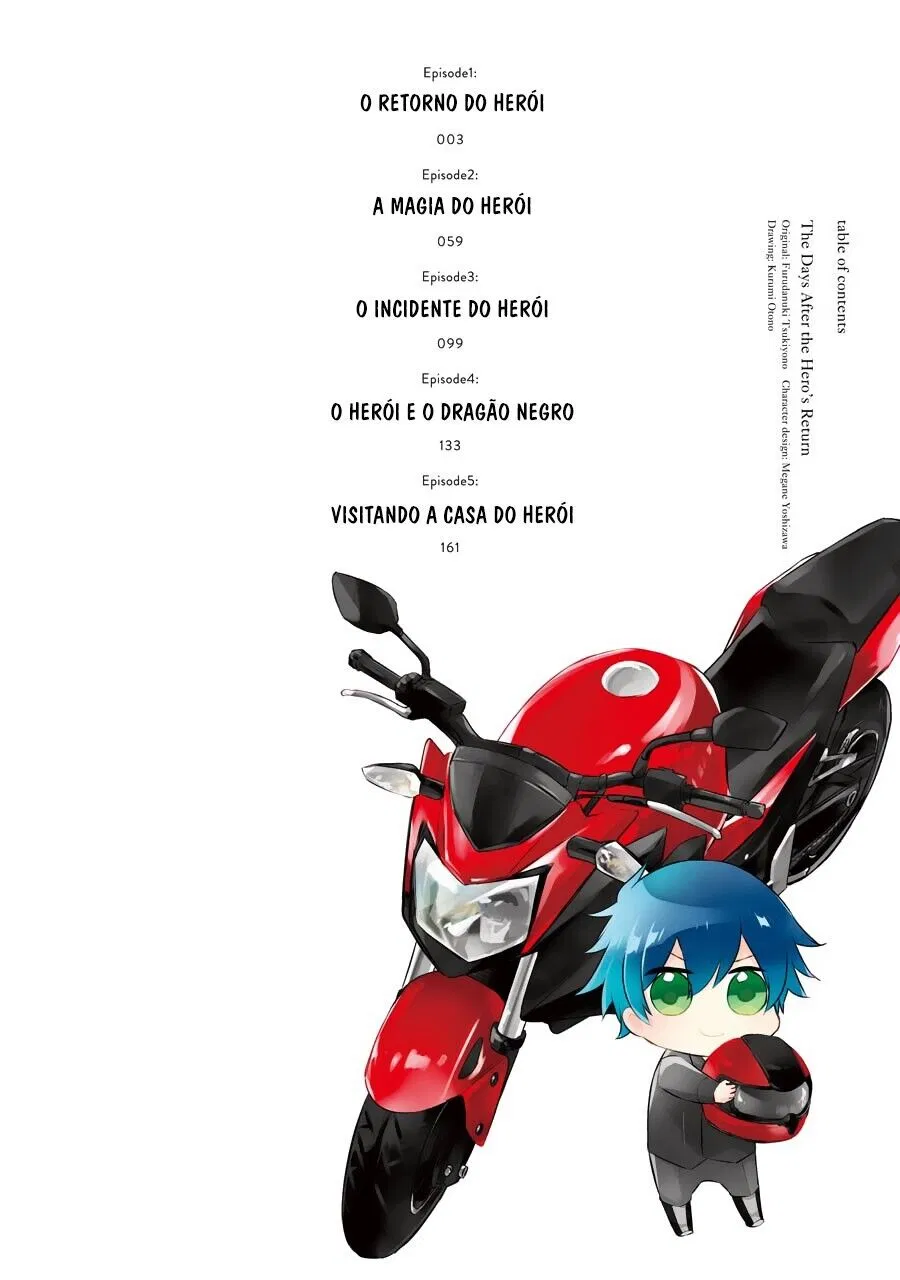 Episode1:
O RETORNO DO HERÓI
003
Episode2:
A MAGIA DO HERÓI
059
Episode3:
O INCIDENTE DO HERÓI
099
Episode4:
O HERÓI E O DRAGÃO NEGRO
133
Episode5:
VISITANDO A CASA DO HERÓI
161
table of contents
The Days After the Hero's Return
Original: Furudanuki Tsukiyono Character design: Megane Yoshizawa
Drawing: Kurumi Otono